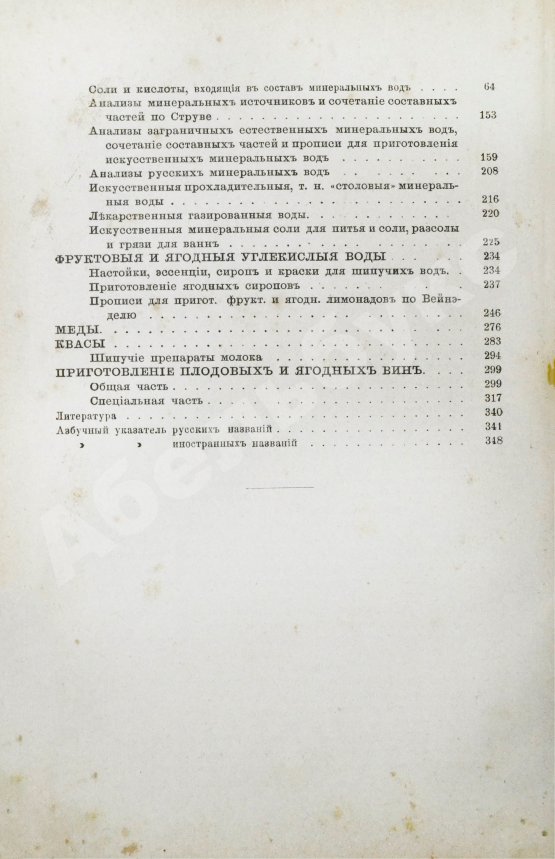 Соли и кислоты, входящія въ составъ минеральныхъ водъ . . . . 64
Анализы минеральныхъ источниковъ и сочетаніе составныхъ
частей по Струве . . . . . . . . . . . . . . . . . . . 153
Анализы заграничныхъ естественныхъ минеральныхъ водъ,
сочетаніе составныхъ частей и прописи для приготовленія
искусственныхъ минеральныхъ водъ . . . . . . . . . . 159
Анализы русскихъ минеральныхъ водъ . . . . . . . . . . 208
Искусственныя прохладительныя, т. н. «столовыя» минераль-
ныя воды . . . . . . . . . . . . . . . . . . . . . . . 216
Лѣкарственныя газированныя воды. . . . . . . . . . . . 220
Искусственныя минеральныя соли для питья и соли, разсолы
и грязи для ваннъ . . . . . . . . . . . . . . . . . . . 225
ФРУКТОВЫЯ И ЯГОДНЫЯ УГЛЕКИСЛЫЯ ВОДЫ . . . . . . . 234
Настойки, эссенціи, сиропъ и краски для шипучихъ водъ. . . 234
Приготовленіе ягодныхъ сироповъ . . . . . . . . . . . . 237
Прописи для пригот. фрукт. и ягодн. лимонадовъ по Вейнэ-
делю . . . . . . . . . . . . . . . . . . . . . . . . . 246
МЕДЫ. . . . . . . . . . . . . . . . . . . . . . . . . . . 276
КВАСЫ . . . . . . . . . . . . . . . . . . . . . . . . . . 283
Шипучіе препараты молока . . . . . . . . . . . . . . . 294
ПРИГОТОВЛЕНІЕ ПЛОДОВЫХЪ И ЯГОДНЫХЪ ВИНЪ. . . . . 299
Общая часть . . . . . . . . . . . . . . . . . . . . . . 299
Спеціальная часть . . . . . . . . . . . . . . . . . . . 317
Литература . . . . . . . . . . . . . . . . . . . . . . . . 340
Азбучный указатель русскихъ названій . . . . . . . . . . . 341
» » иностранныхъ названій . . . . . . . . . 348